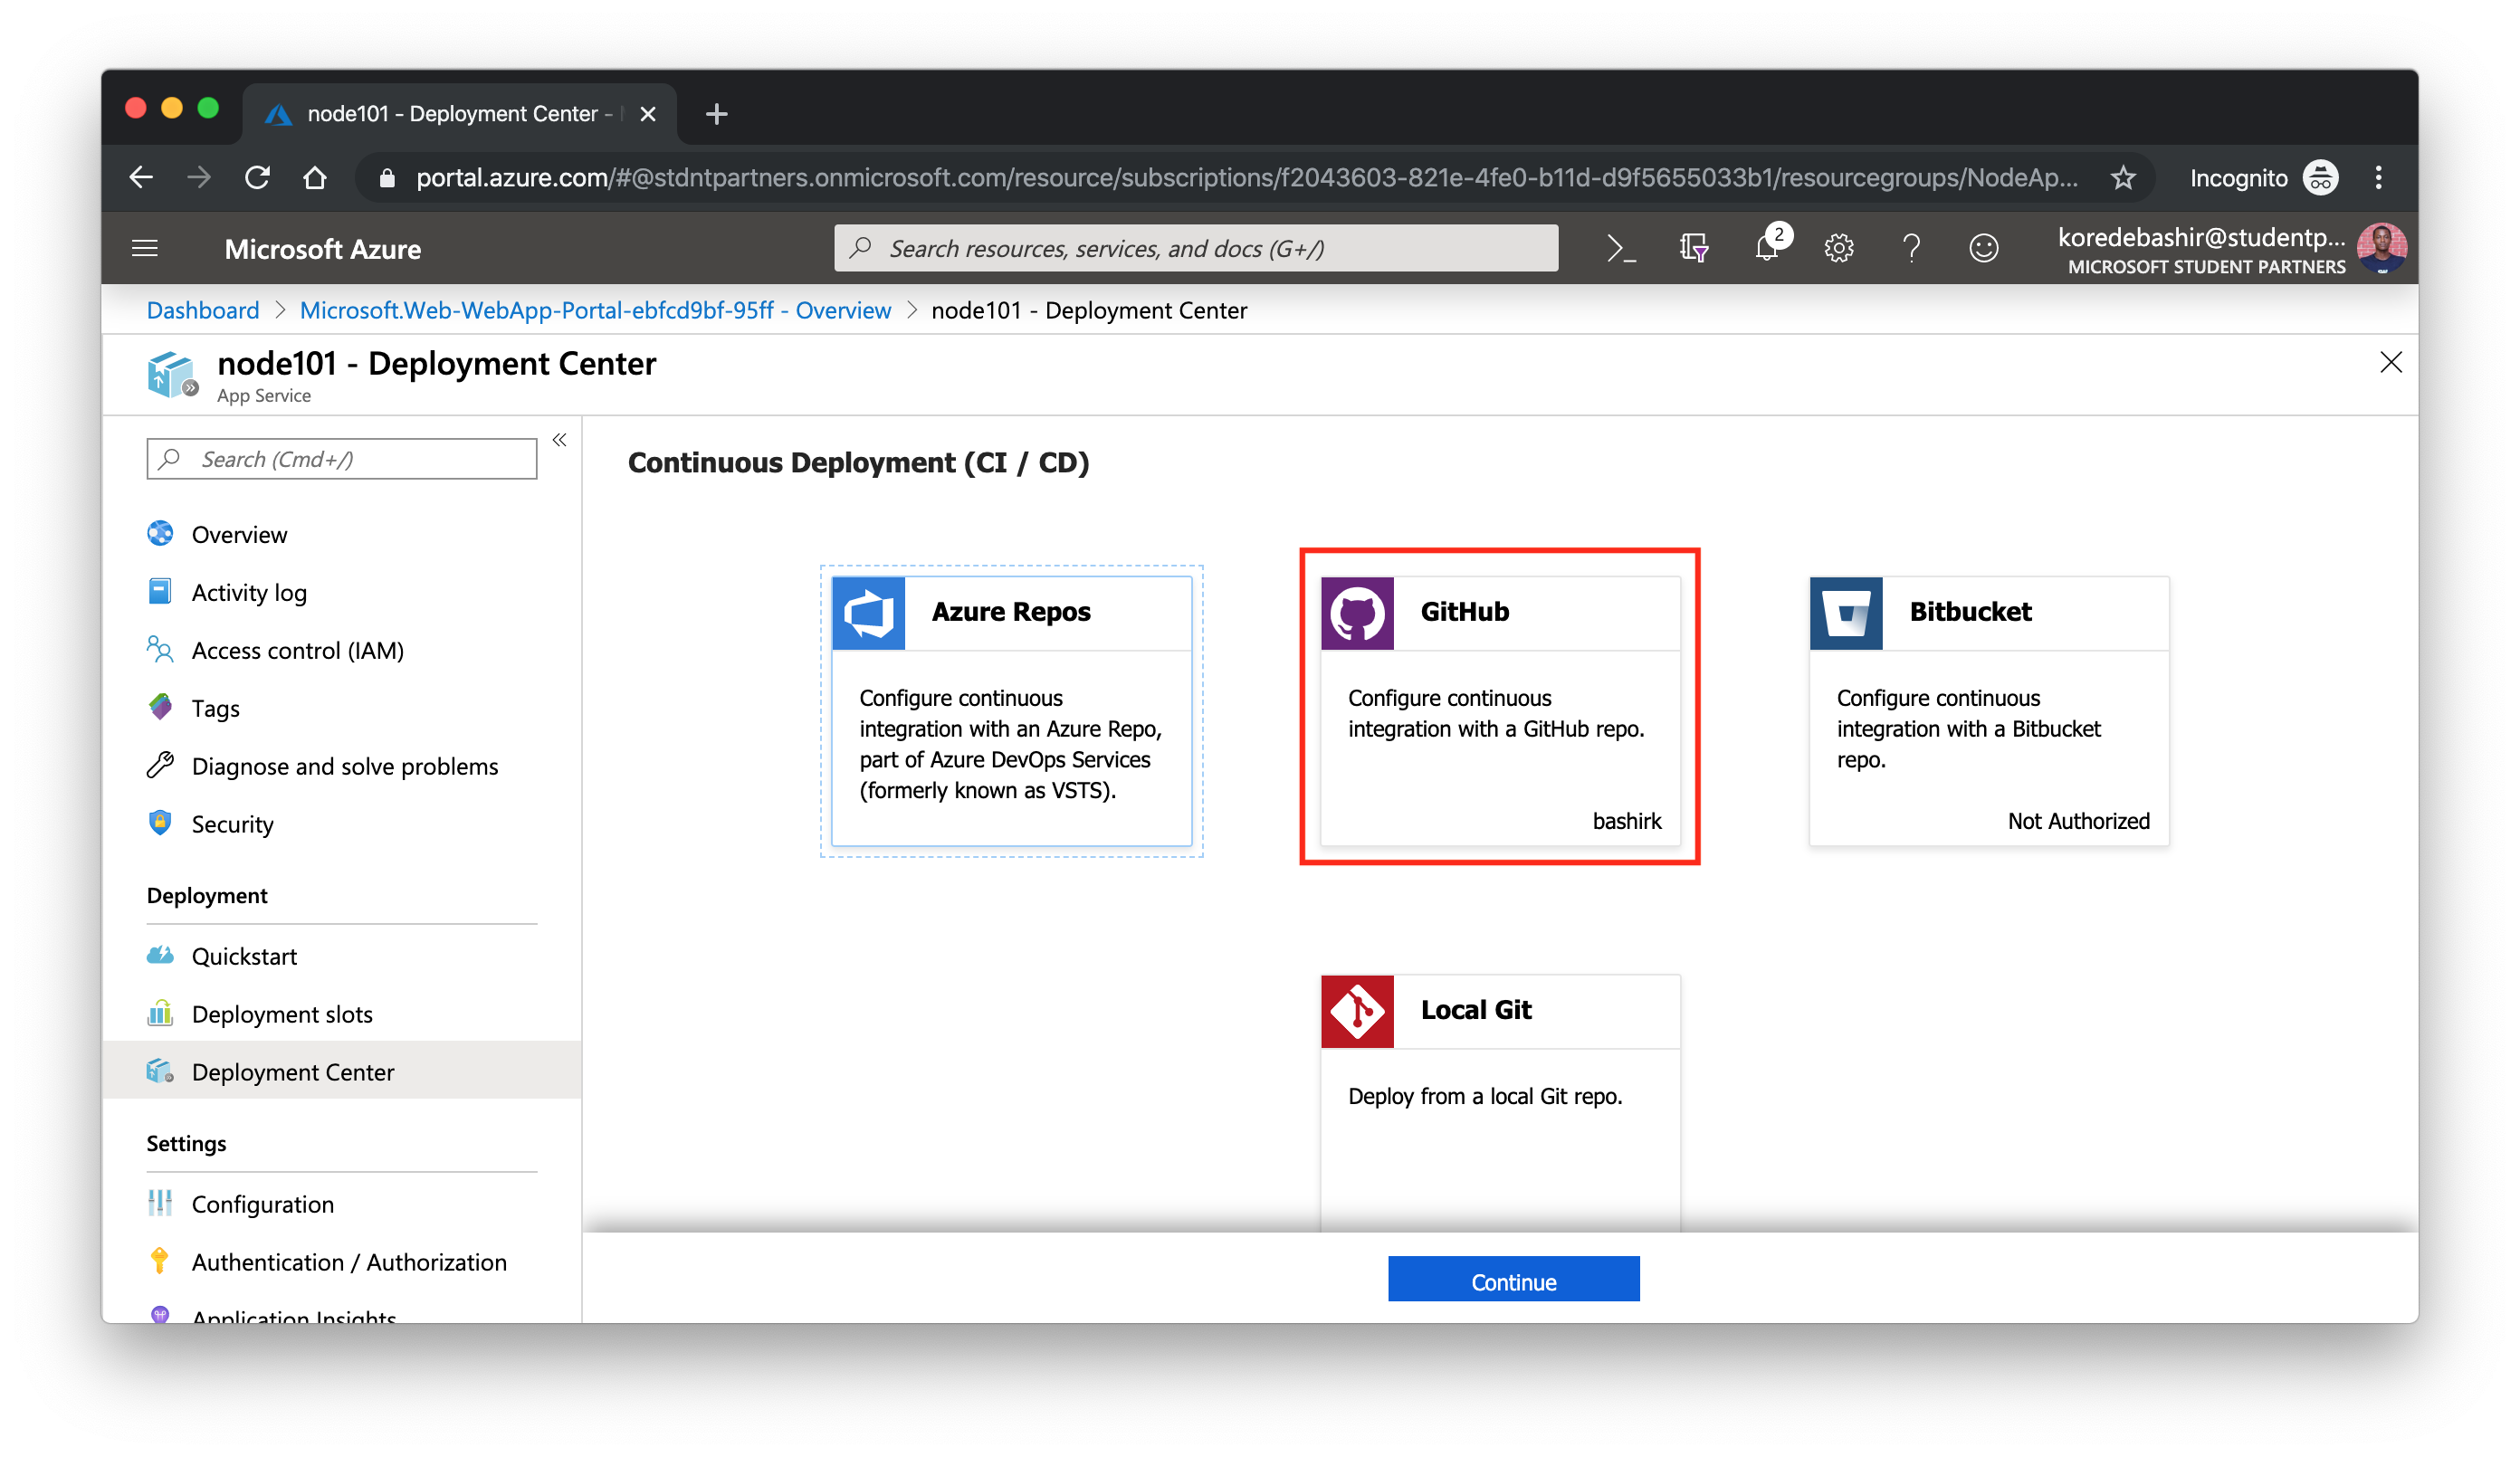 node101 - Deployment Center -
portal.azure.com/#@stdntpartners.onmicrosoft.com/resource/subscriptions/f2043603-821e-4fe0-b11d-d9f5655033b1/resourcegroups/NodeAp...
Incognito
Microsoft Azure
Search resources, services, and docs (G+/)
2
koredebashir@studentp...
MICROSOFT STUDENT PARTNERS
Dashboard > Microsoft.Web-WebApp-Portal-ebfcd9bf-95ff - Overview > node101 - Deployment Center
node101 - Deployment Center
App Service
Search (Cmd+/)
Overview
Activity log
Access control (IAM)
Tags
Diagnose and solve problems
Security
Deployment
Quickstart
Deployment slots
Deployment Center
Settings
Configuration
Authentication / Authorization
Application Insights
Continuous Deployment (CI / CD)
Azure Repos
Configure continuous
integration with an Azure Repo,
part of Azure DevOps Services
(formerly known as VSTS).
GitHub
Configure continuous
integration with a GitHub repo.
bashirk
Bitbucket
Configure continuous
integration with a Bitbucket
repo.
Not Authorized
Local Git
Deploy from a local Git repo.
Continue